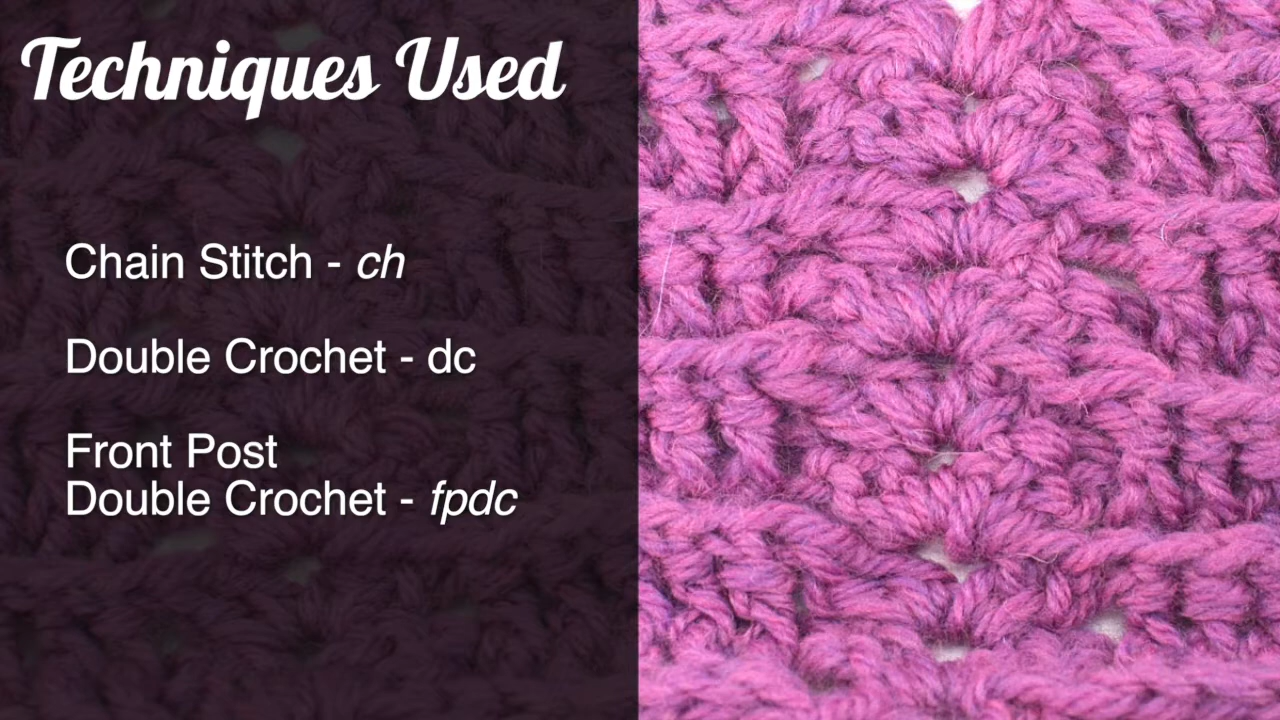 Techniques Used
Chain Stitch - ch
Double Crochet - dc
Front Post
Double Crochet - fpdc